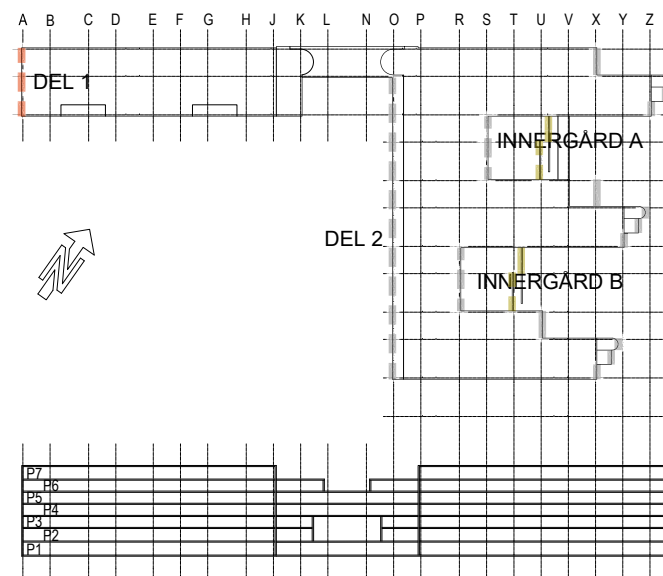 A B C D E F G H J K L N O P R S T U V X Y Z
DEL 1
INNERGÅRD A
DEL 2
N
INNERGÅRD B
P7
P6
P5
P4
P3
P2
P1